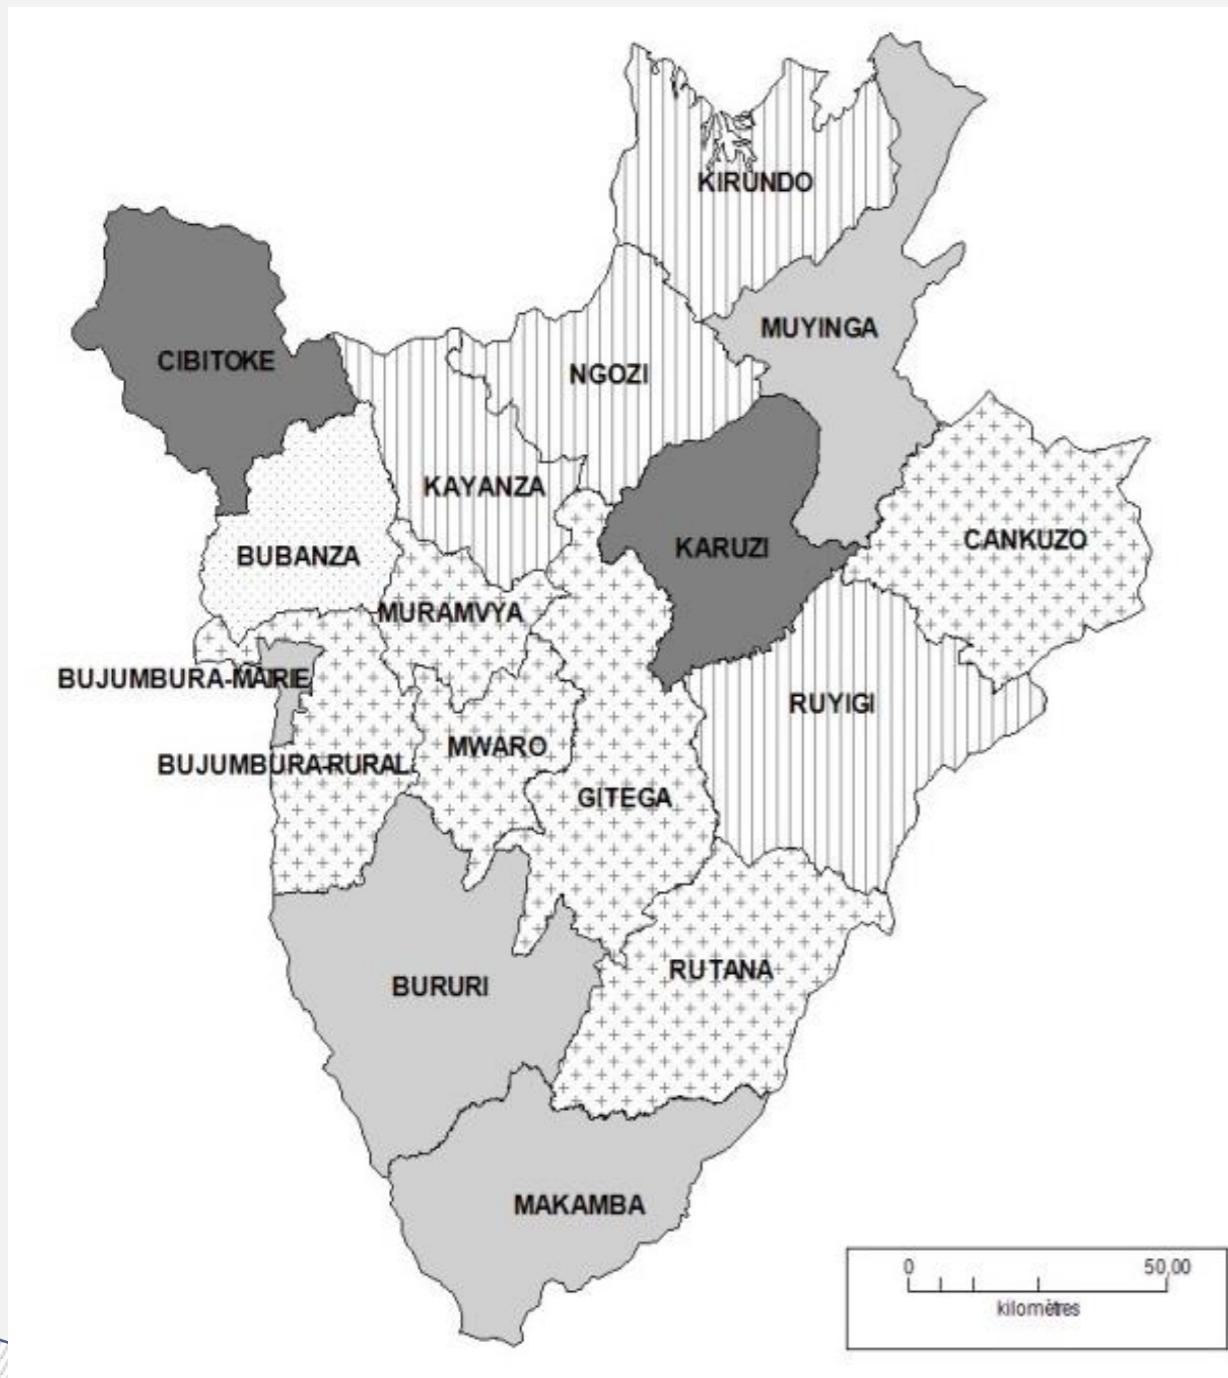 KIRUNDO
MUYINGA
CIBITOKE
NGOZI
KAYANZA
CANKUZO
KARUZI
BUBANZA
MURAMVYA
BUJUMBURA-MAIRIE
RUYIGI
MWARO
BUJUMBURA-RURAL
GITEGA
RUTANA
BURURI
MAKAMBA
0 50,00
kilomètres